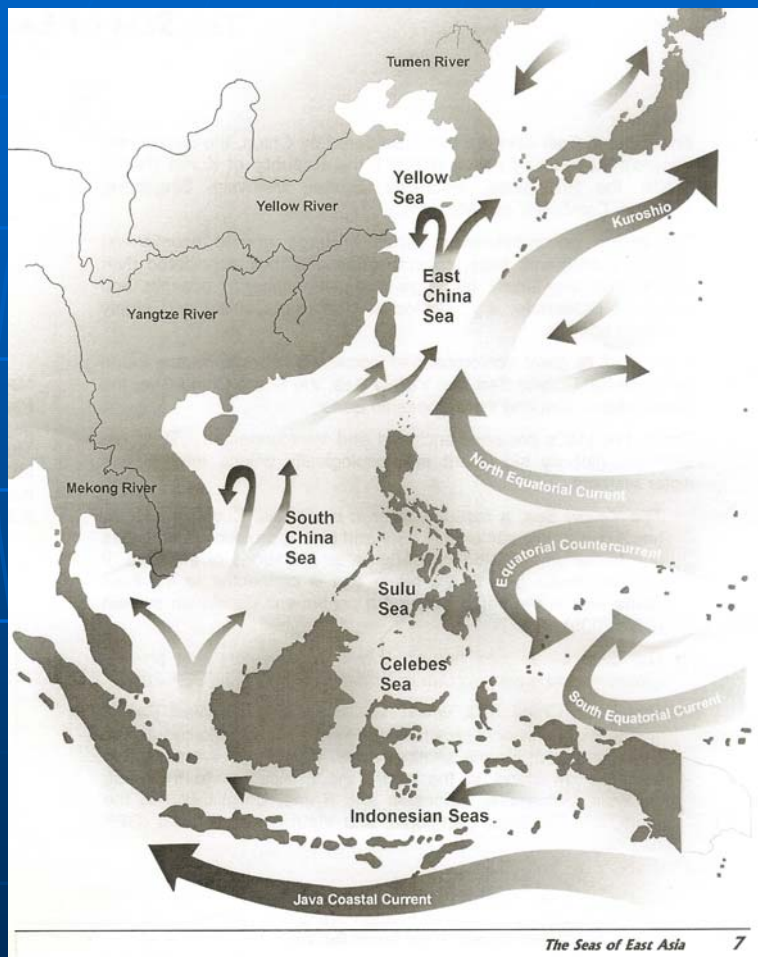 Tumen River
Yellow
Sea
Yellow River
Kuroshio
East
China
Sea
Yangtze River
North Equatorial Current
Mekong River
South
China
Sea
Equatorial Countercurrent
Sulu
Sea
Celebes
Sea
South Equatorial Current
Indonesian Seas
Java Coastal Current
The Seas of East Asia 7